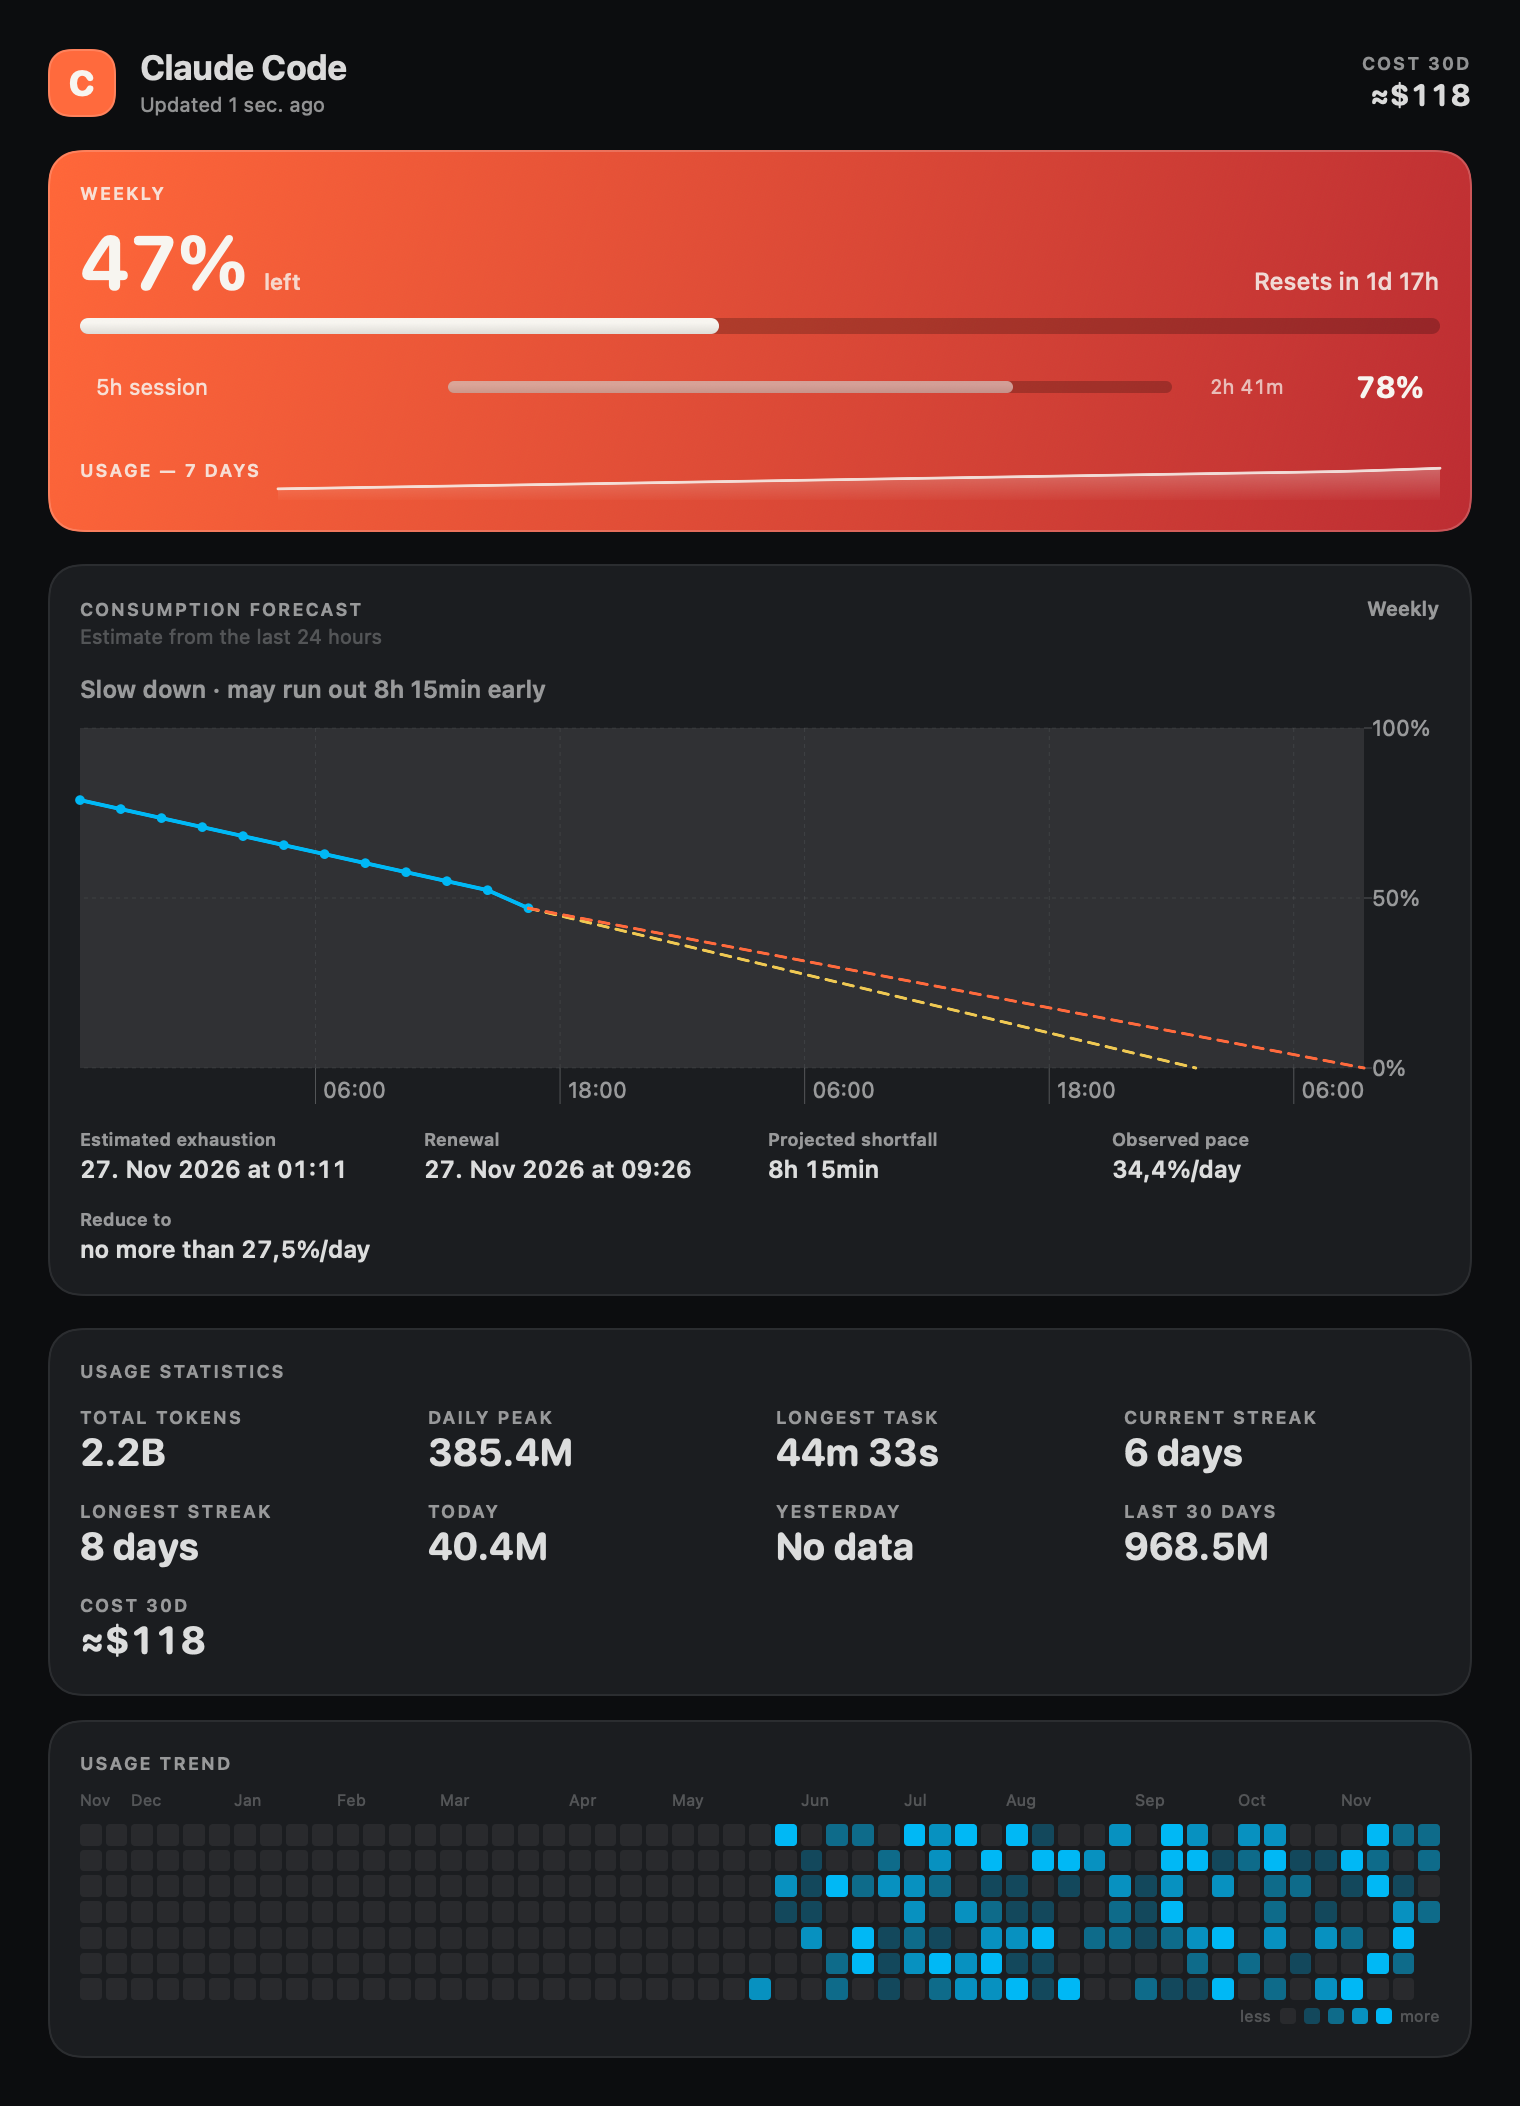 C
Claude Code
Updated 1 sec. ago
COST 30D
≈$118
WEEKLY
47% left
Resets in 1d 17h
5h session
2h 41m
78%
USAGE — 7 DAYS
CONSUMPTION FORECAST
Weekly
Estimate from the last 24 hours
Slow down · may run out 8h 15min early
100%
50%
0%
06:00 18:00 06:00 18:00 06:00
Estimated exhaustion
27. Nov 2026 at 01:11
Renewal
27. Nov 2026 at 09:26
Projected shortfall
8h 15min
Observed pace
34,4%/day
Reduce to
no more than 27,5%/day
USAGE STATISTICS
TOTAL TOKENS
2.2B
DAILY PEAK
385.4M
LONGEST TASK
44m 33s
CURRENT STREAK
6 days
LONGEST STREAK
8 days
TODAY
40.4M
YESTERDAY
No data
LAST 30 DAYS
968.5M
COST 30D
≈$118
USAGE TREND
Nov Dec Jan Feb Mar Apr May Jun Jul Aug Sep Oct Nov
less more